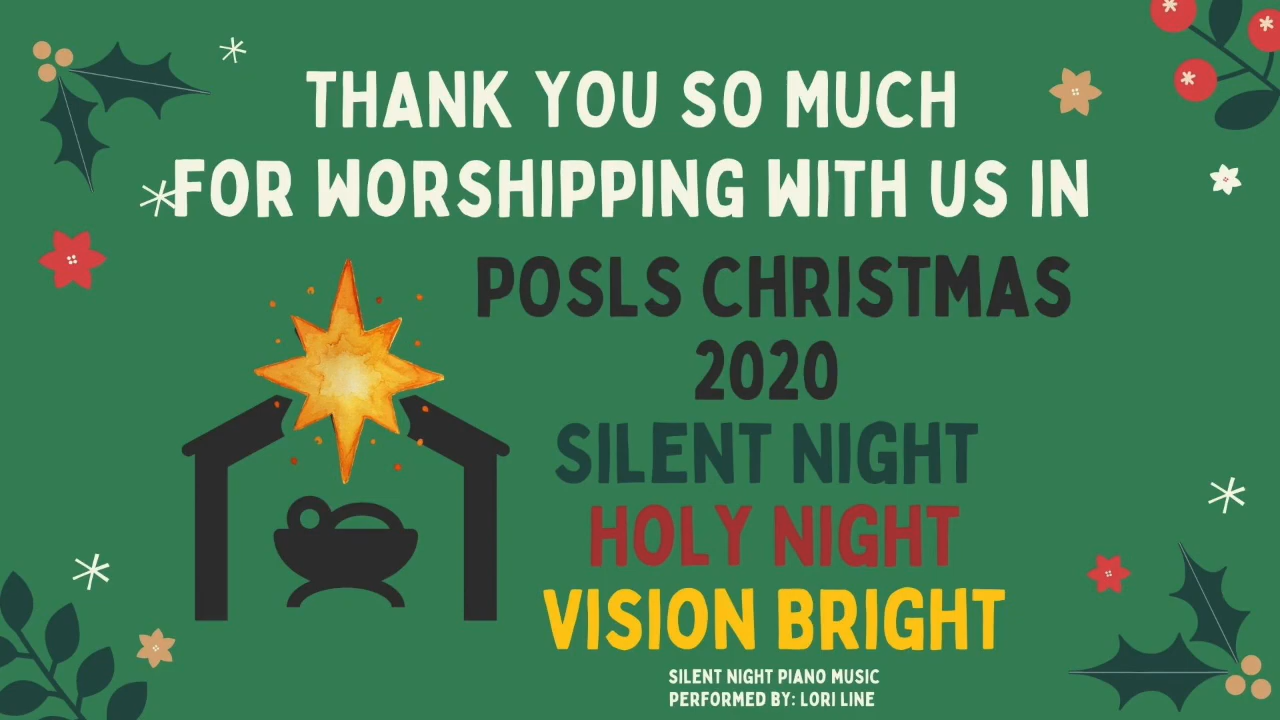 THANK YOU SO MUCH
FOR WORSHIPPING WITH US IN
POSLS CHRISTMAS
2020
SILENT NIGHT
HOLY NIGHT
VISION BRIGHT
SILENT NIGHT PIANO MUSIC
PERFORMED BY: LORI LINE